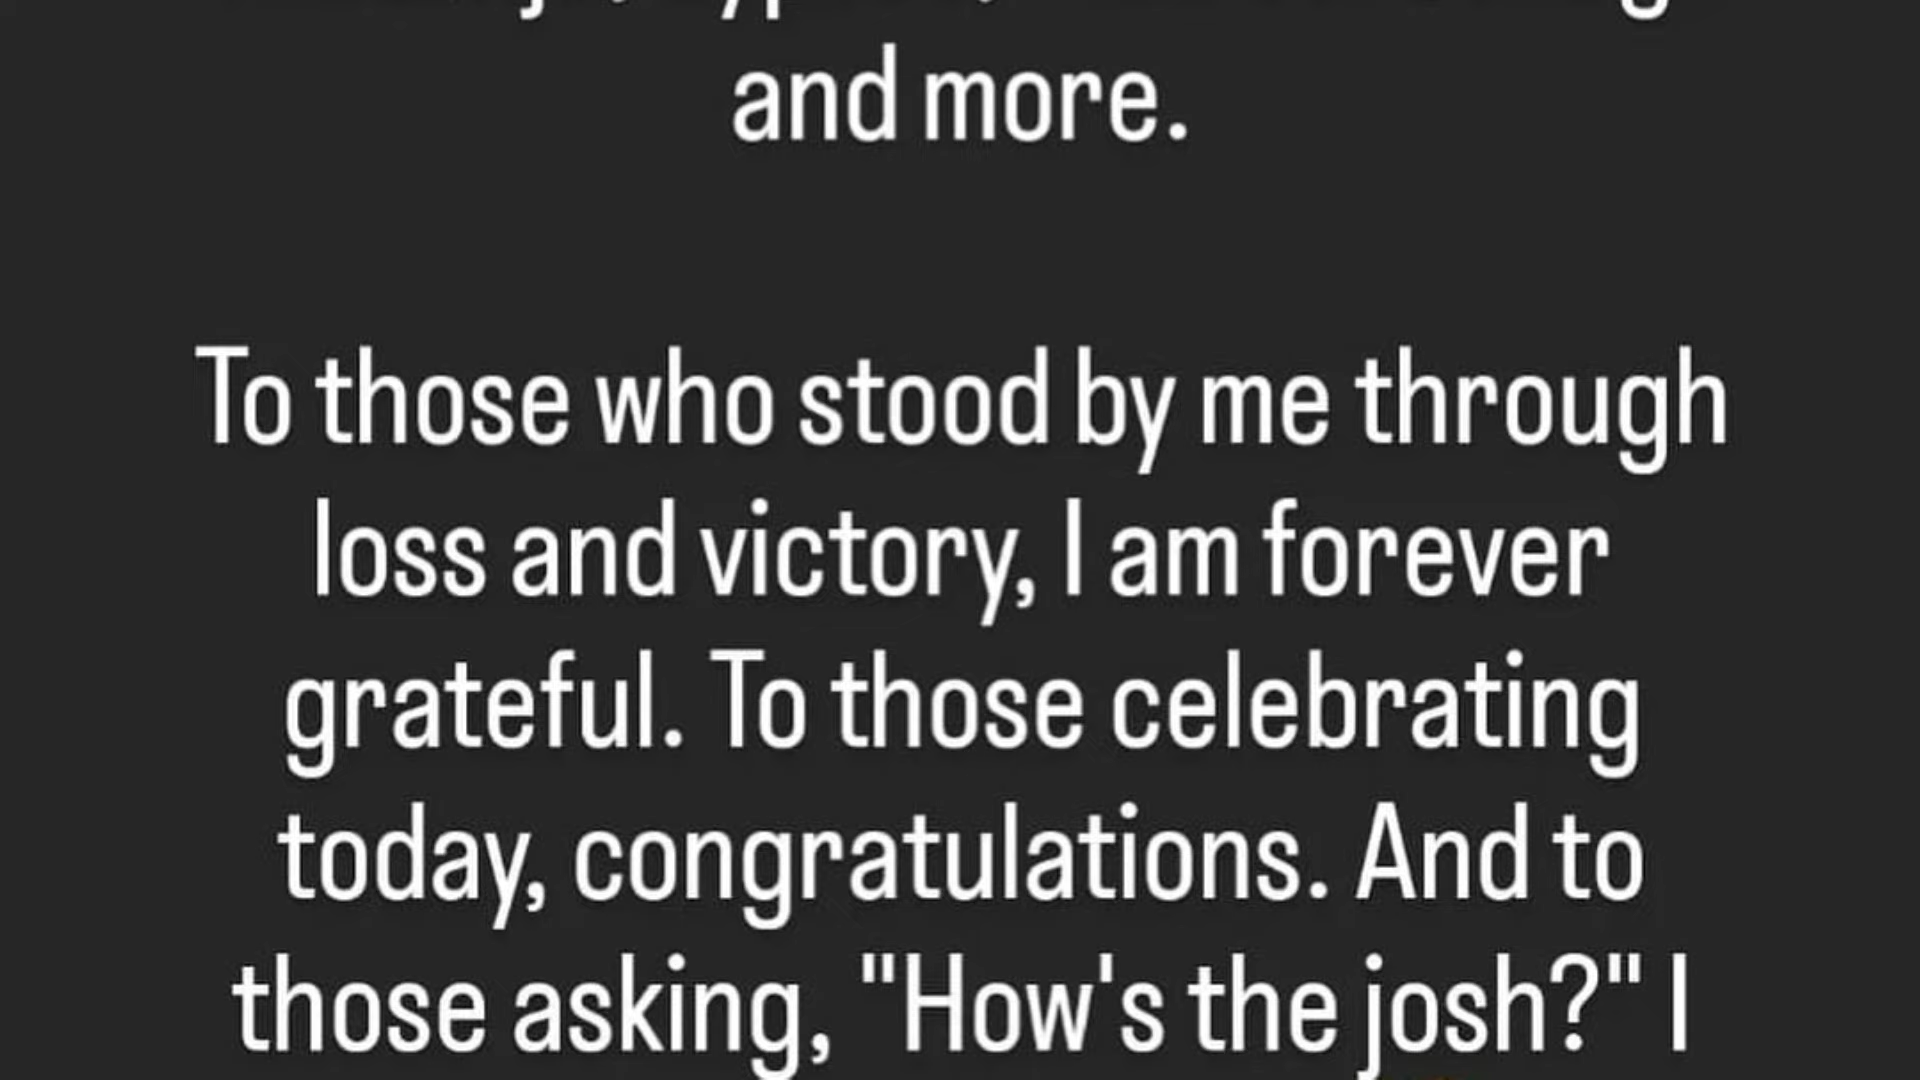 and more.
To those who stood by me through
loss and victory, I am forever
grateful. To those celebrating
today, congratulations. And to
those asking, "How's the josh?" I